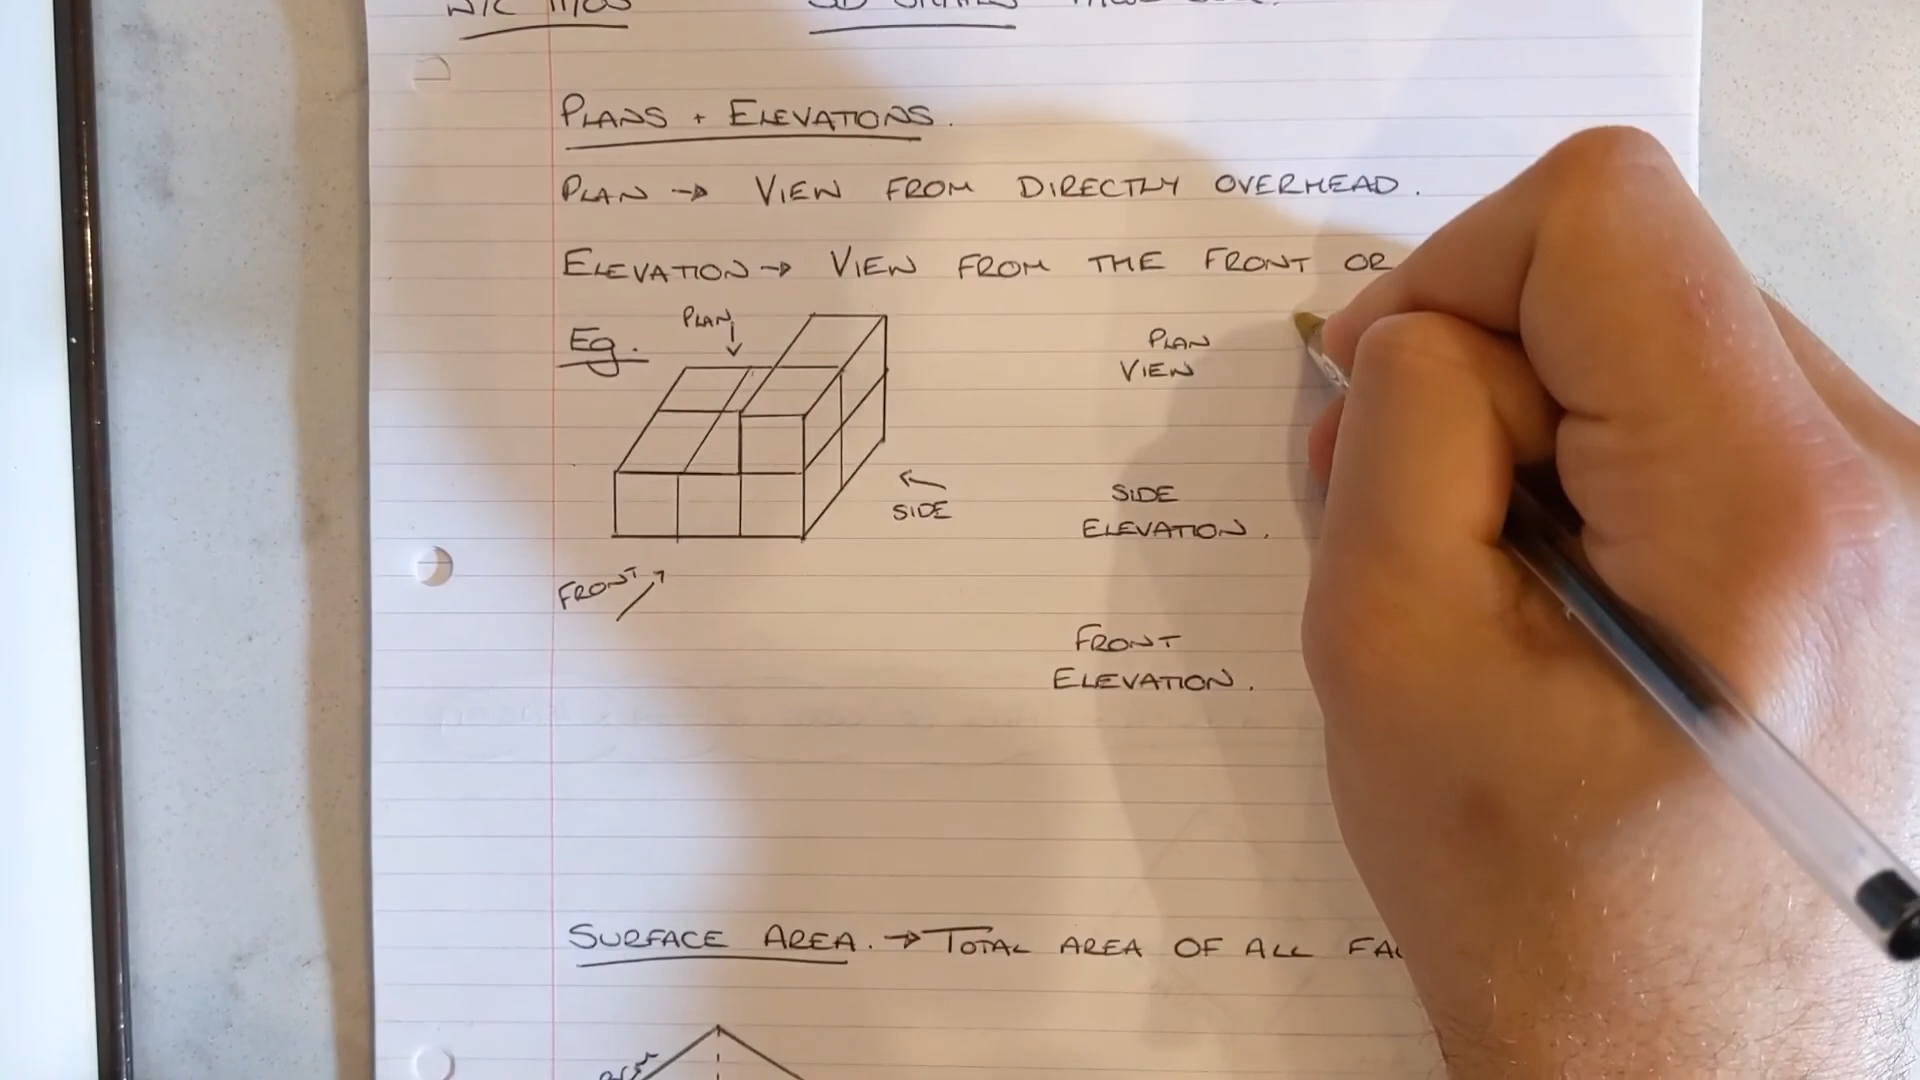 PLANS + ELEVATIONS.
PLAN → VIEW FROM DIRECTLY OVERHEAD.
ELEVATION → VIEW FROM THE FRONT OR
Eg.
PLAN
SIDE
FRONT
PLAN
VIEW
SIDE
ELEVATION.
FRONT
ELEVATION.
SURFACE AREA. → TOTAL AREA OF ALL